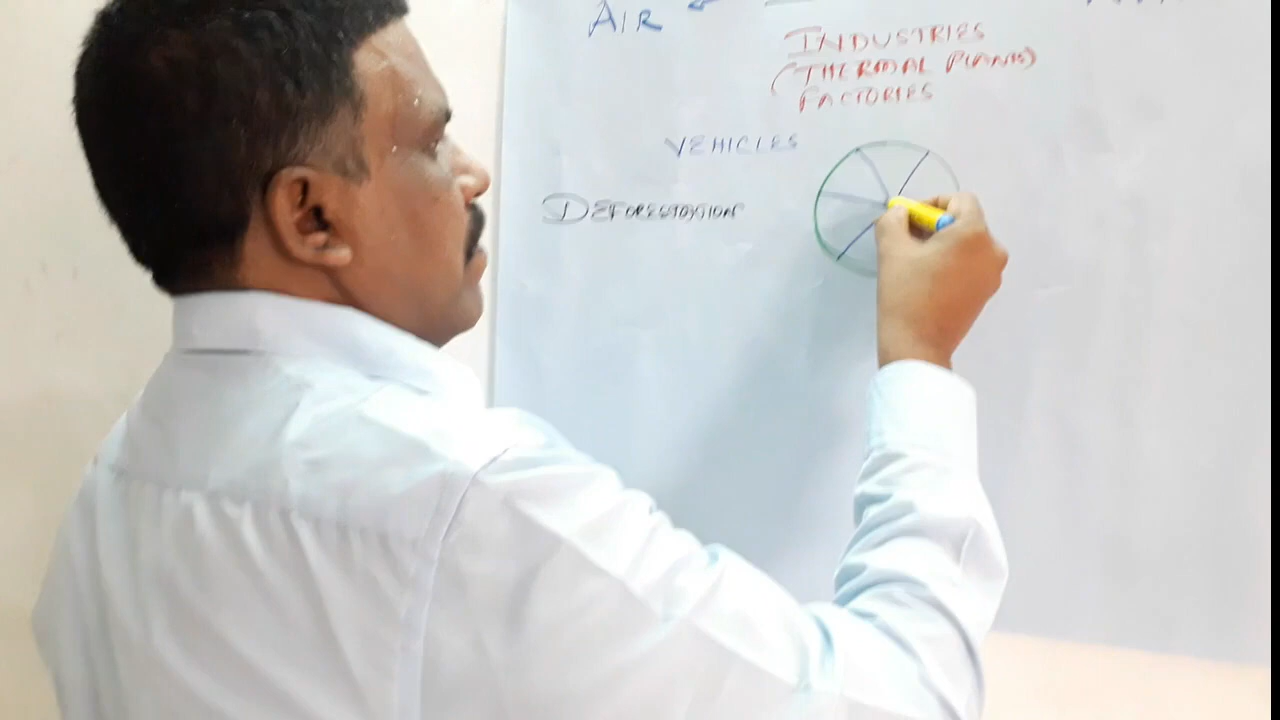 AIR
INDUSTRIES
(THERMAL PLANTS)
FACTORIES
VEHICLES
DEFORESTATION